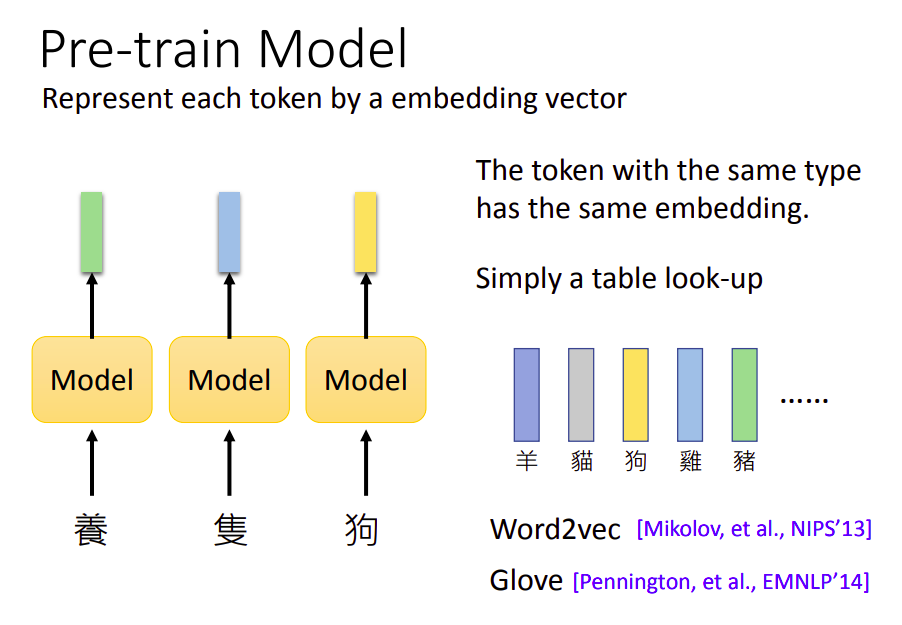 Pre-train Model
Represent each token by a embedding vector
The token with the same type
has the same embedding.
Simply a table look-up
Model Model Model
養 隻 狗
羊 貓 狗 雞 豬 ......
Word2vec [Mikolov, et al., NIPS’13]
Glove [Pennington, et al., EMNLP’14]